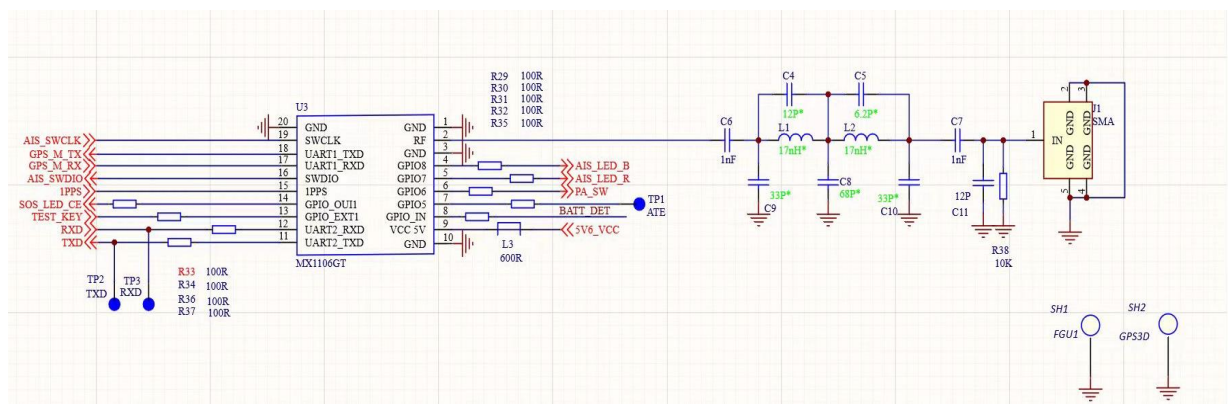 R29 100R
R30 100R
R31 100R
R32 100R
R35 100R
U3
20 GND GND 1
AIS_SWCLK 19 SWCLK RF 2
GPS_M_TX 18 UART1_TXD GND 3
GPS_M_RX 17 UART1_RXD GPIO8 4 AIS_LED_B
AIS_SWDIO 16 SWDIO GPIO7 5 AIS_LED_R
1PPS 15 1PPS GPIO6 6 PA_SW
SOS_LED_CE 14 GPIO_OUI1 GPIO5 7 TP1
TEST_KEY 13 GPIO_EXT1 GPIO_IN 8 BATT_DET ATE
RXD 12 UART2_RXD VCC 5V 9 5V6_VCC
TXD 11 UART2_TXD GND 10 L3
MX1106GT 600R
TP2 TP3
TXD RXD
R33 100R
R34 100R
R36 100R
R37 100R
C4 C5
12P* 6.2P*
C6 L1 L2 C7
1nF 17nH* 17nH* 1nF
33P* C8 33P* 12P
C9 68P* C10 C11
R38
10K
2 3
J1
SMA
GND GND
1 IN
GND GND
5 4
SH1 SH2
FGU1 GPS3D